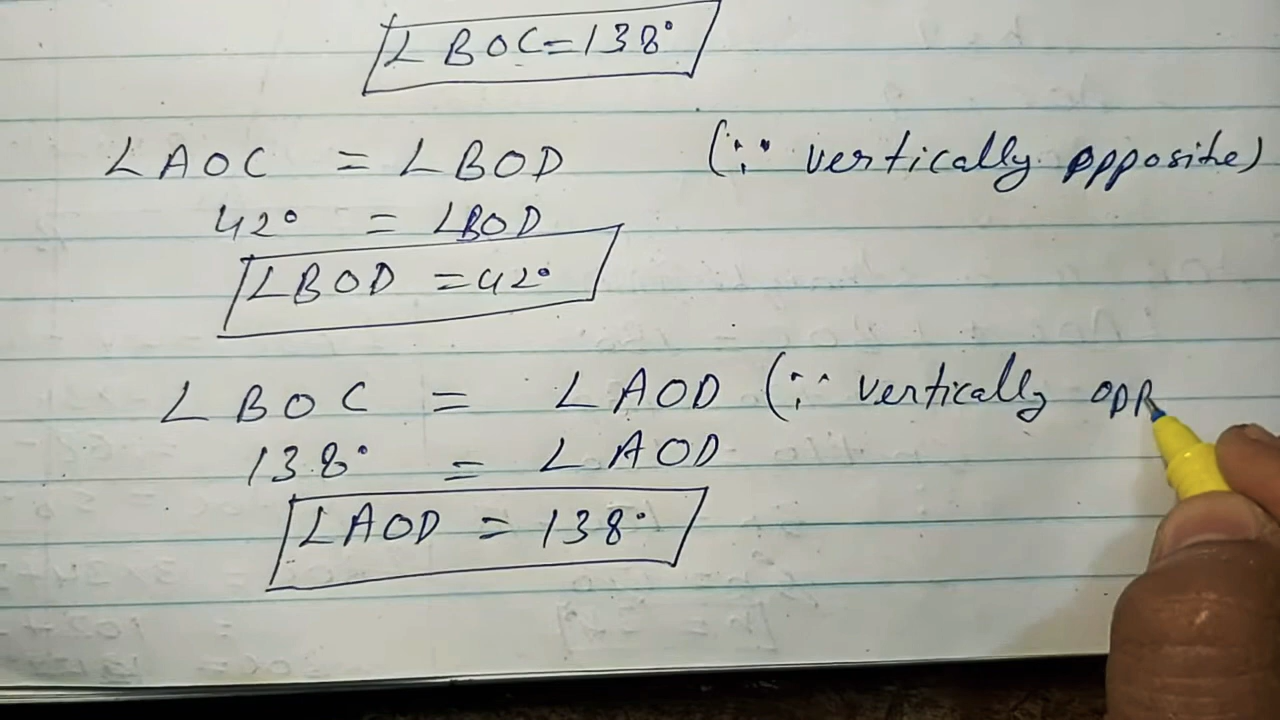 ∠BOC=138°
∠AOC = ∠BOD (∵ vertically opposite)
42° = ∠BOD
∠BOD =42°
∠BOC = ∠AOD (∵ vertically opp
138° = ∠AOD
∠AOD = 138°